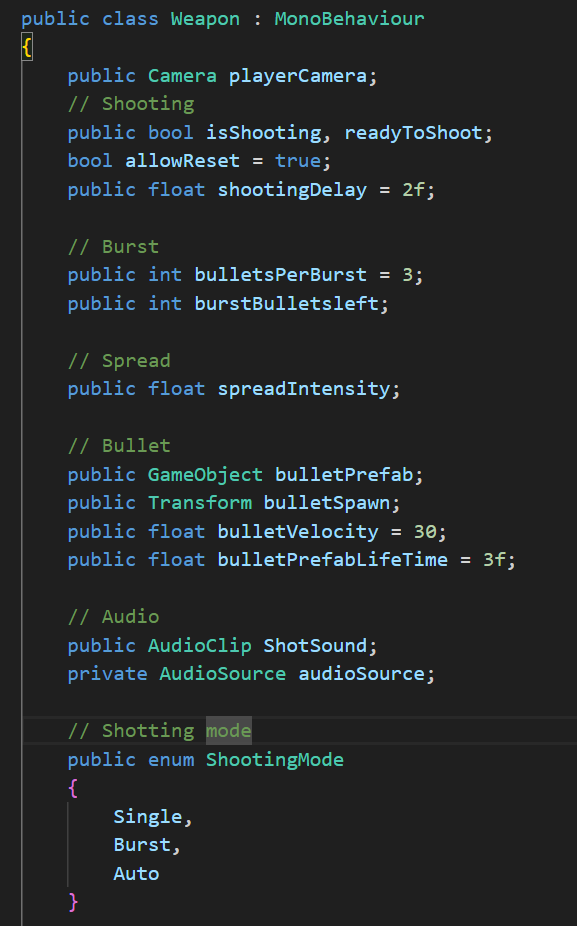 public class Weapon : MonoBehaviour
{
public Camera playerCamera;
// Shooting
public bool isShooting, readyToShoot;
bool allowReset = true;
public float shootingDelay = 2f;
// Burst
public int bulletsPerBurst = 3;
public int burstBulletsleft;
// Spread
public float spreadIntensity;
// Bullet
public GameObject bulletPrefab;
public Transform bulletSpawn;
public float bulletVelocity = 30;
public float bulletPrefabLifeTime = 3f;
// Audio
public AudioClip ShotSound;
private AudioSource audioSource;
// Shotting mode
public enum ShootingMode
{
Single,
Burst,
Auto
}